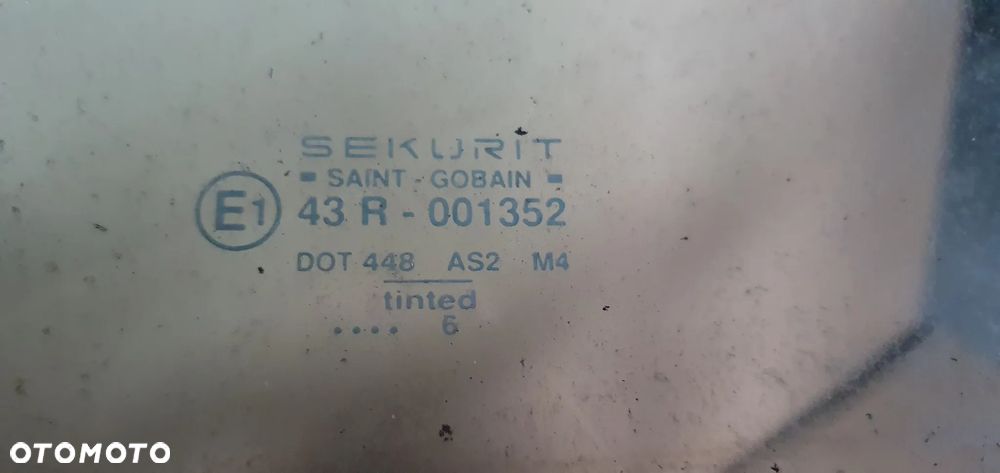 SEKURIT
SAINT-GOBAIN
E1 43 R - 001352
DOT 448 AS2 M4
tinted
.... 6
OTOMOTO